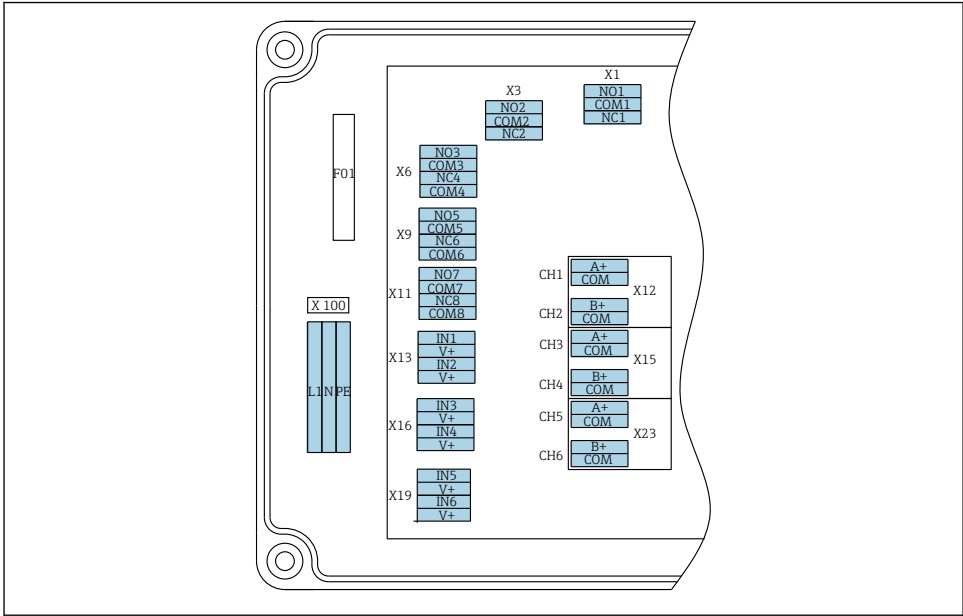 X1
NO1
COM1
NC1
X3
NO2
COM2
NC2
X6
NO3
COM3
NC4
COM4
F01
X9
NO5
COM5
NC6
COM6
X11
NO7
COM7
NC8
COM8
X 100
L1 N PE
X13
IN1
V+
IN2
V+
X16
IN3
V+
IN4
V+
X19
IN5
V+
IN6
V+
CH1
A+
COM
X12
CH2
B+
COM
CH3
A+
COM
X15
CH4
B+
COM
CH5
A+
COM
X23
CH6
B+
COM